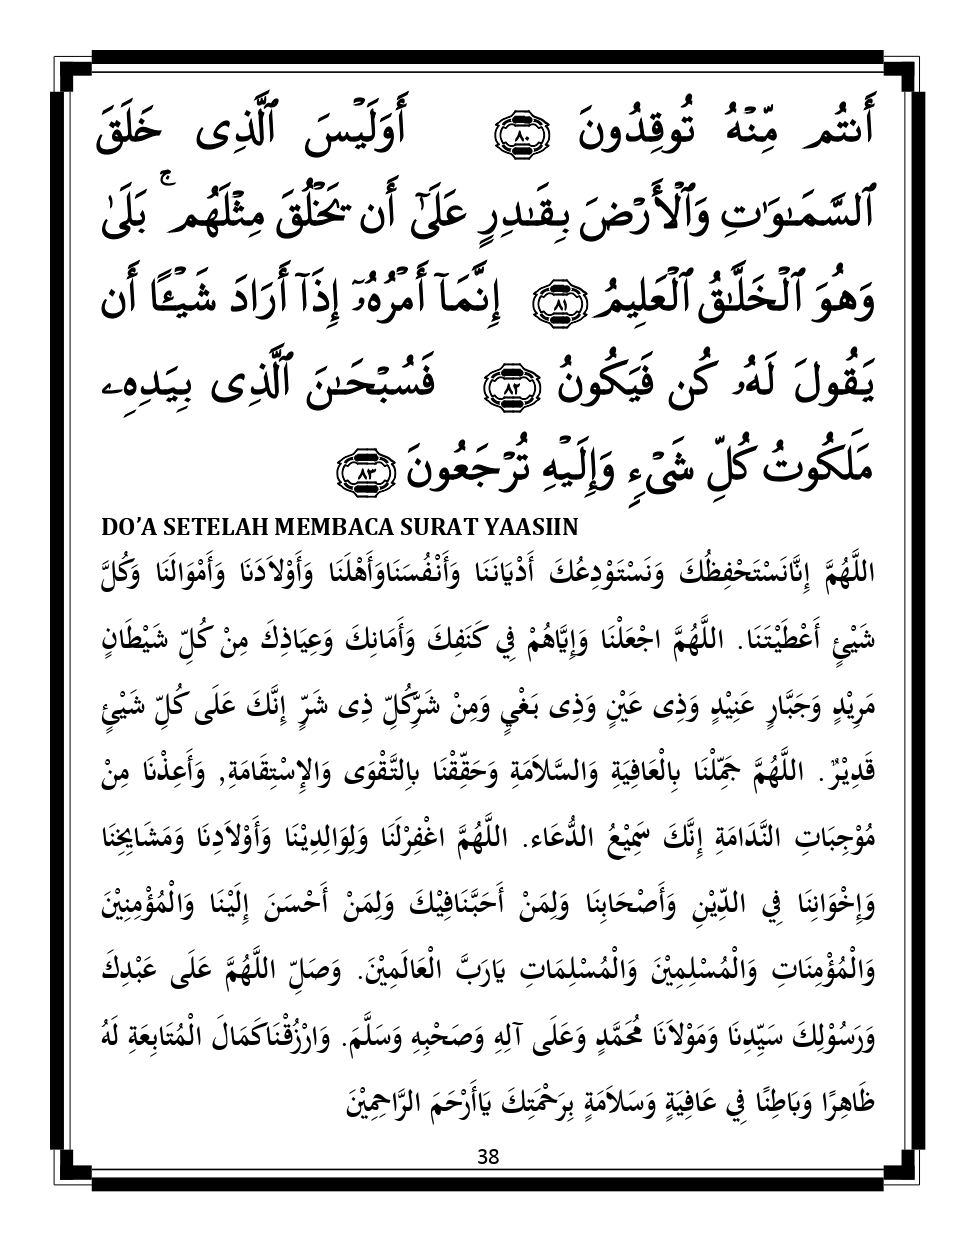 أَنتُم مِّنْهُ تُوقِدُونَ ٨٠ أَوَلَيْسَ ٱلَّذِى خَلَقَ
ٱلسَّمَـٰوَٰتِ وَٱلْأَرْضَ بِقَـٰدِرٍ عَلَىٰٓ أَن يَخْلُقَ مِثْلَهُم ۚ بَلَىٰ
وَهُوَ ٱلْخَلَّـٰقُ ٱلْعَلِيمُ ٨١ إِنَّمَآ أَمْرُهُۥٓ إِذَآ أَرَادَ شَيْـًٔا أَن
يَقُولَ لَهُۥ كُن فَيَكُونُ ٨٢ فَسُبْحَـٰنَ ٱلَّذِى بِيَدِهِۦ
مَلَكُوتُ كُلِّ شَىْءٍ وَإِلَيْهِ تُرْجَعُونَ ٨٣
DO’A SETELAH MEMBACA SURAT YAASIIN
اللَّهُمَّ إِنَّانَسْتَحْفِظُكَ وَنَسْتَوْدِعُكَ أَدْيَانَنَا وَأَنْفُسَنَاوَأَهْلَنَا وَأَوْلَادَنَا وَأَمْوَالَنَا وَكُلَّ
شَيْئٍ أَعْطَيْتَنَا. اللَّهُمَّ اجْعَلْنَا وَإِيَّاهُمْ فِي كَنَفِكَ وَأَمَانِكَ وَعِيَاذِكَ مِنْ كُلِّ شَيْطَانٍ
مَرِيْدٍ وَجَبَّارٍ عَنِيْدٍ وَذِى عَيْنٍ وَذِى بَغْيٍ وَمِنْ شَرِّكُلِّ ذِى شَرٍّ إِنَّكَ عَلَى كُلِّ شَيْئٍ
قَدِيْرٌ. اللَّهُمَّ جَمِّلْنَا بِالْعَافِيَةِ وَالسَّلاَمَةِ وَحَقِّقْنَا بِالتَّقْوَى وَالإِسْتِقَامَةِ, وَأَعِذْنَا مِنْ
مُوْجِبَاتِ النَّدَامَةِ إِنَّكَ سَمِيْعُ الدُّعَاء. اللَّهُمَّ اغْفِرْلَنَا وَلِوَالِدِيْنَا وَأَوْلَادِنَا وَمَشَايِخِنَا
وَإِخْوَانِنَا فِي الدِّيْنِ وَأَصْحَابِنَا وَلِمَنْ أَحَبَّنَافِيْكَ وَلِمَنْ أَحْسَنَ إِلَيْنَا وَالْمُؤْمِنِيْنَ
وَالْمُؤْمِنَاتِ وَالْمُسْلِمِيْنَ وَالْمُسْلِمَاتِ يَارَبَّ الْعَالَمِيْنَ. وَصَلِّ اللَّهُمَّ عَلَى عَبْدِكَ
وَرَسُوْلِكَ سَيِّدِنَا وَمَوْلاَنَا مُحَمَّدٍ وَعَلَى آلِهِ وَصَحْبِهِ وَسَلَّمَ. وَارْزُقْنَاكَمَالَ الْمُتَابِعَةِ لَهُ
ظَاهِرًا وَبَاطِنًا فِي عَافِيَةٍ وَسَلاَمَةٍ بِرَحْمَتِكَ يَاأَرْحَمَ الرَّاحِمِيْنَ
38